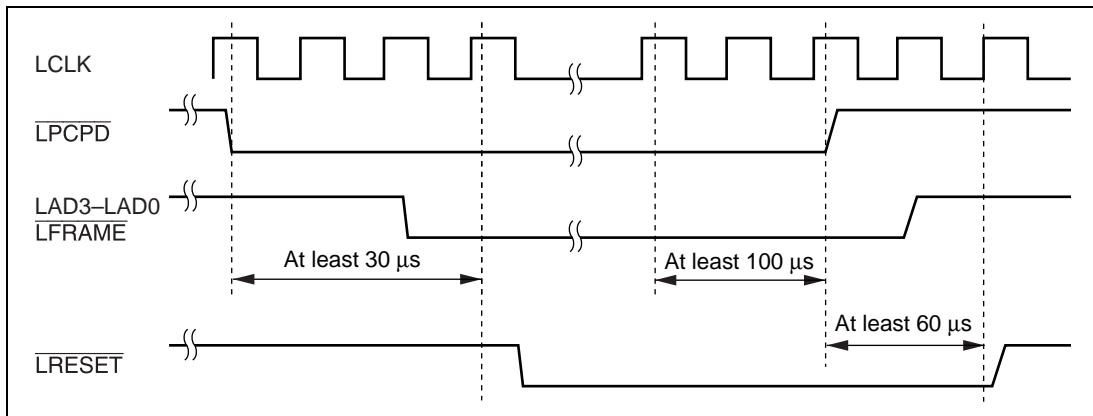 LCLK
LPCPD
LAD3–LAD0
LFRAME
At least 30 μs
At least 100 μs
At least 60 μs
LRESET